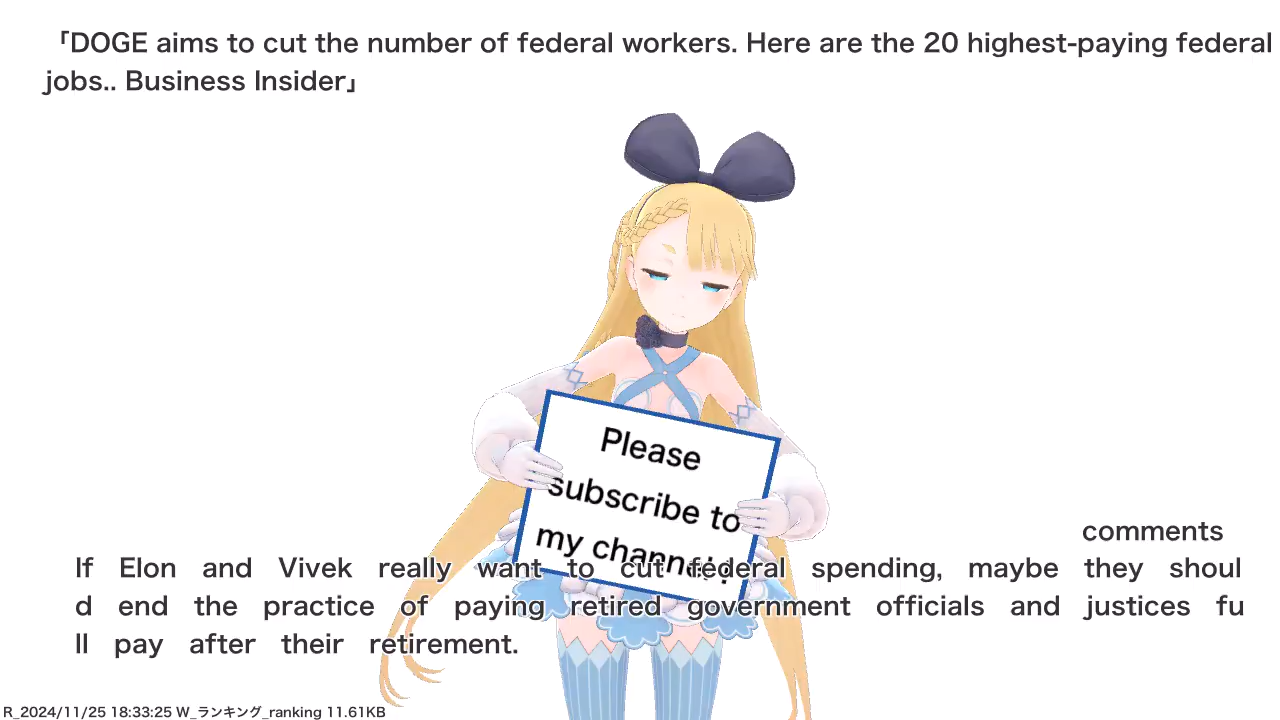 「DOGE aims to cut the number of federal workers. Here are the 20 highest-paying federal
jobs.. Business Insider」
Please
subscribe to
my channel!
comments
If Elon and Vivek really want to cut federal spending, maybe they shoul
d end the practice of paying retired government officials and justices fu
ll pay after their retirement.
R_2024/11/25 18:33:25 W_ランキング_ranking 11.61KB